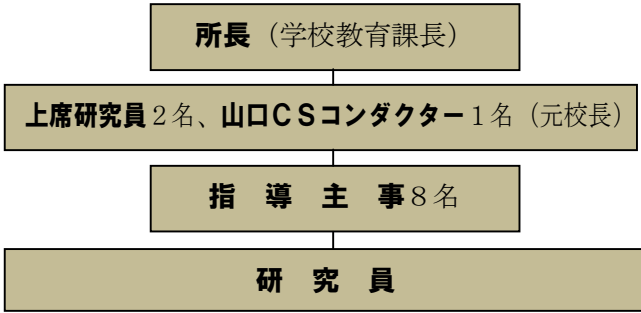 所長（学校教育課長）
上席研究員２名、山口ＣＳコンダクター１名（元校長）
指　導　主　事８名
研　究　員